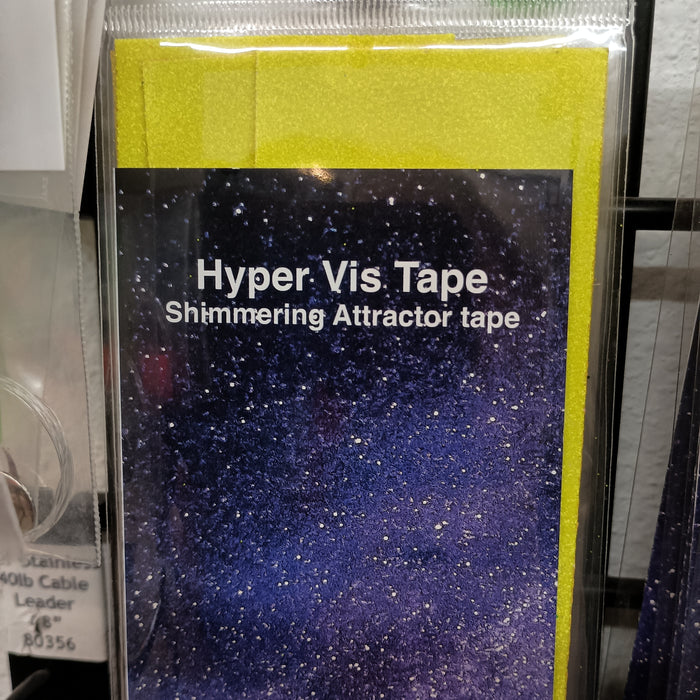 Hyper Vis Tape
Shimmering Attractor tape
Stainless
40lb Cable
Leader
80356